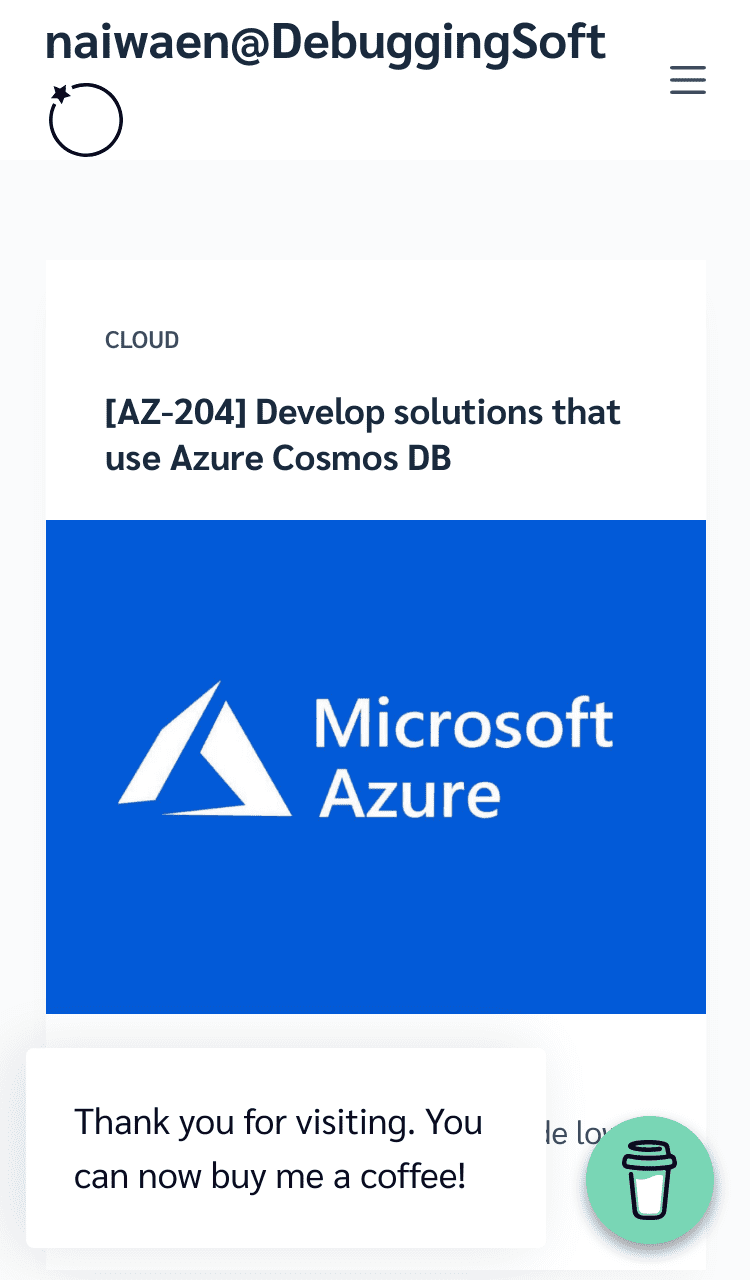 naiwaen@DebuggingSoft
CLOUD
[AZ-204] Develop solutions that
use Azure Cosmos DB
Microsoft
Azure
Thank you for visiting. You
can now buy me a coffee!